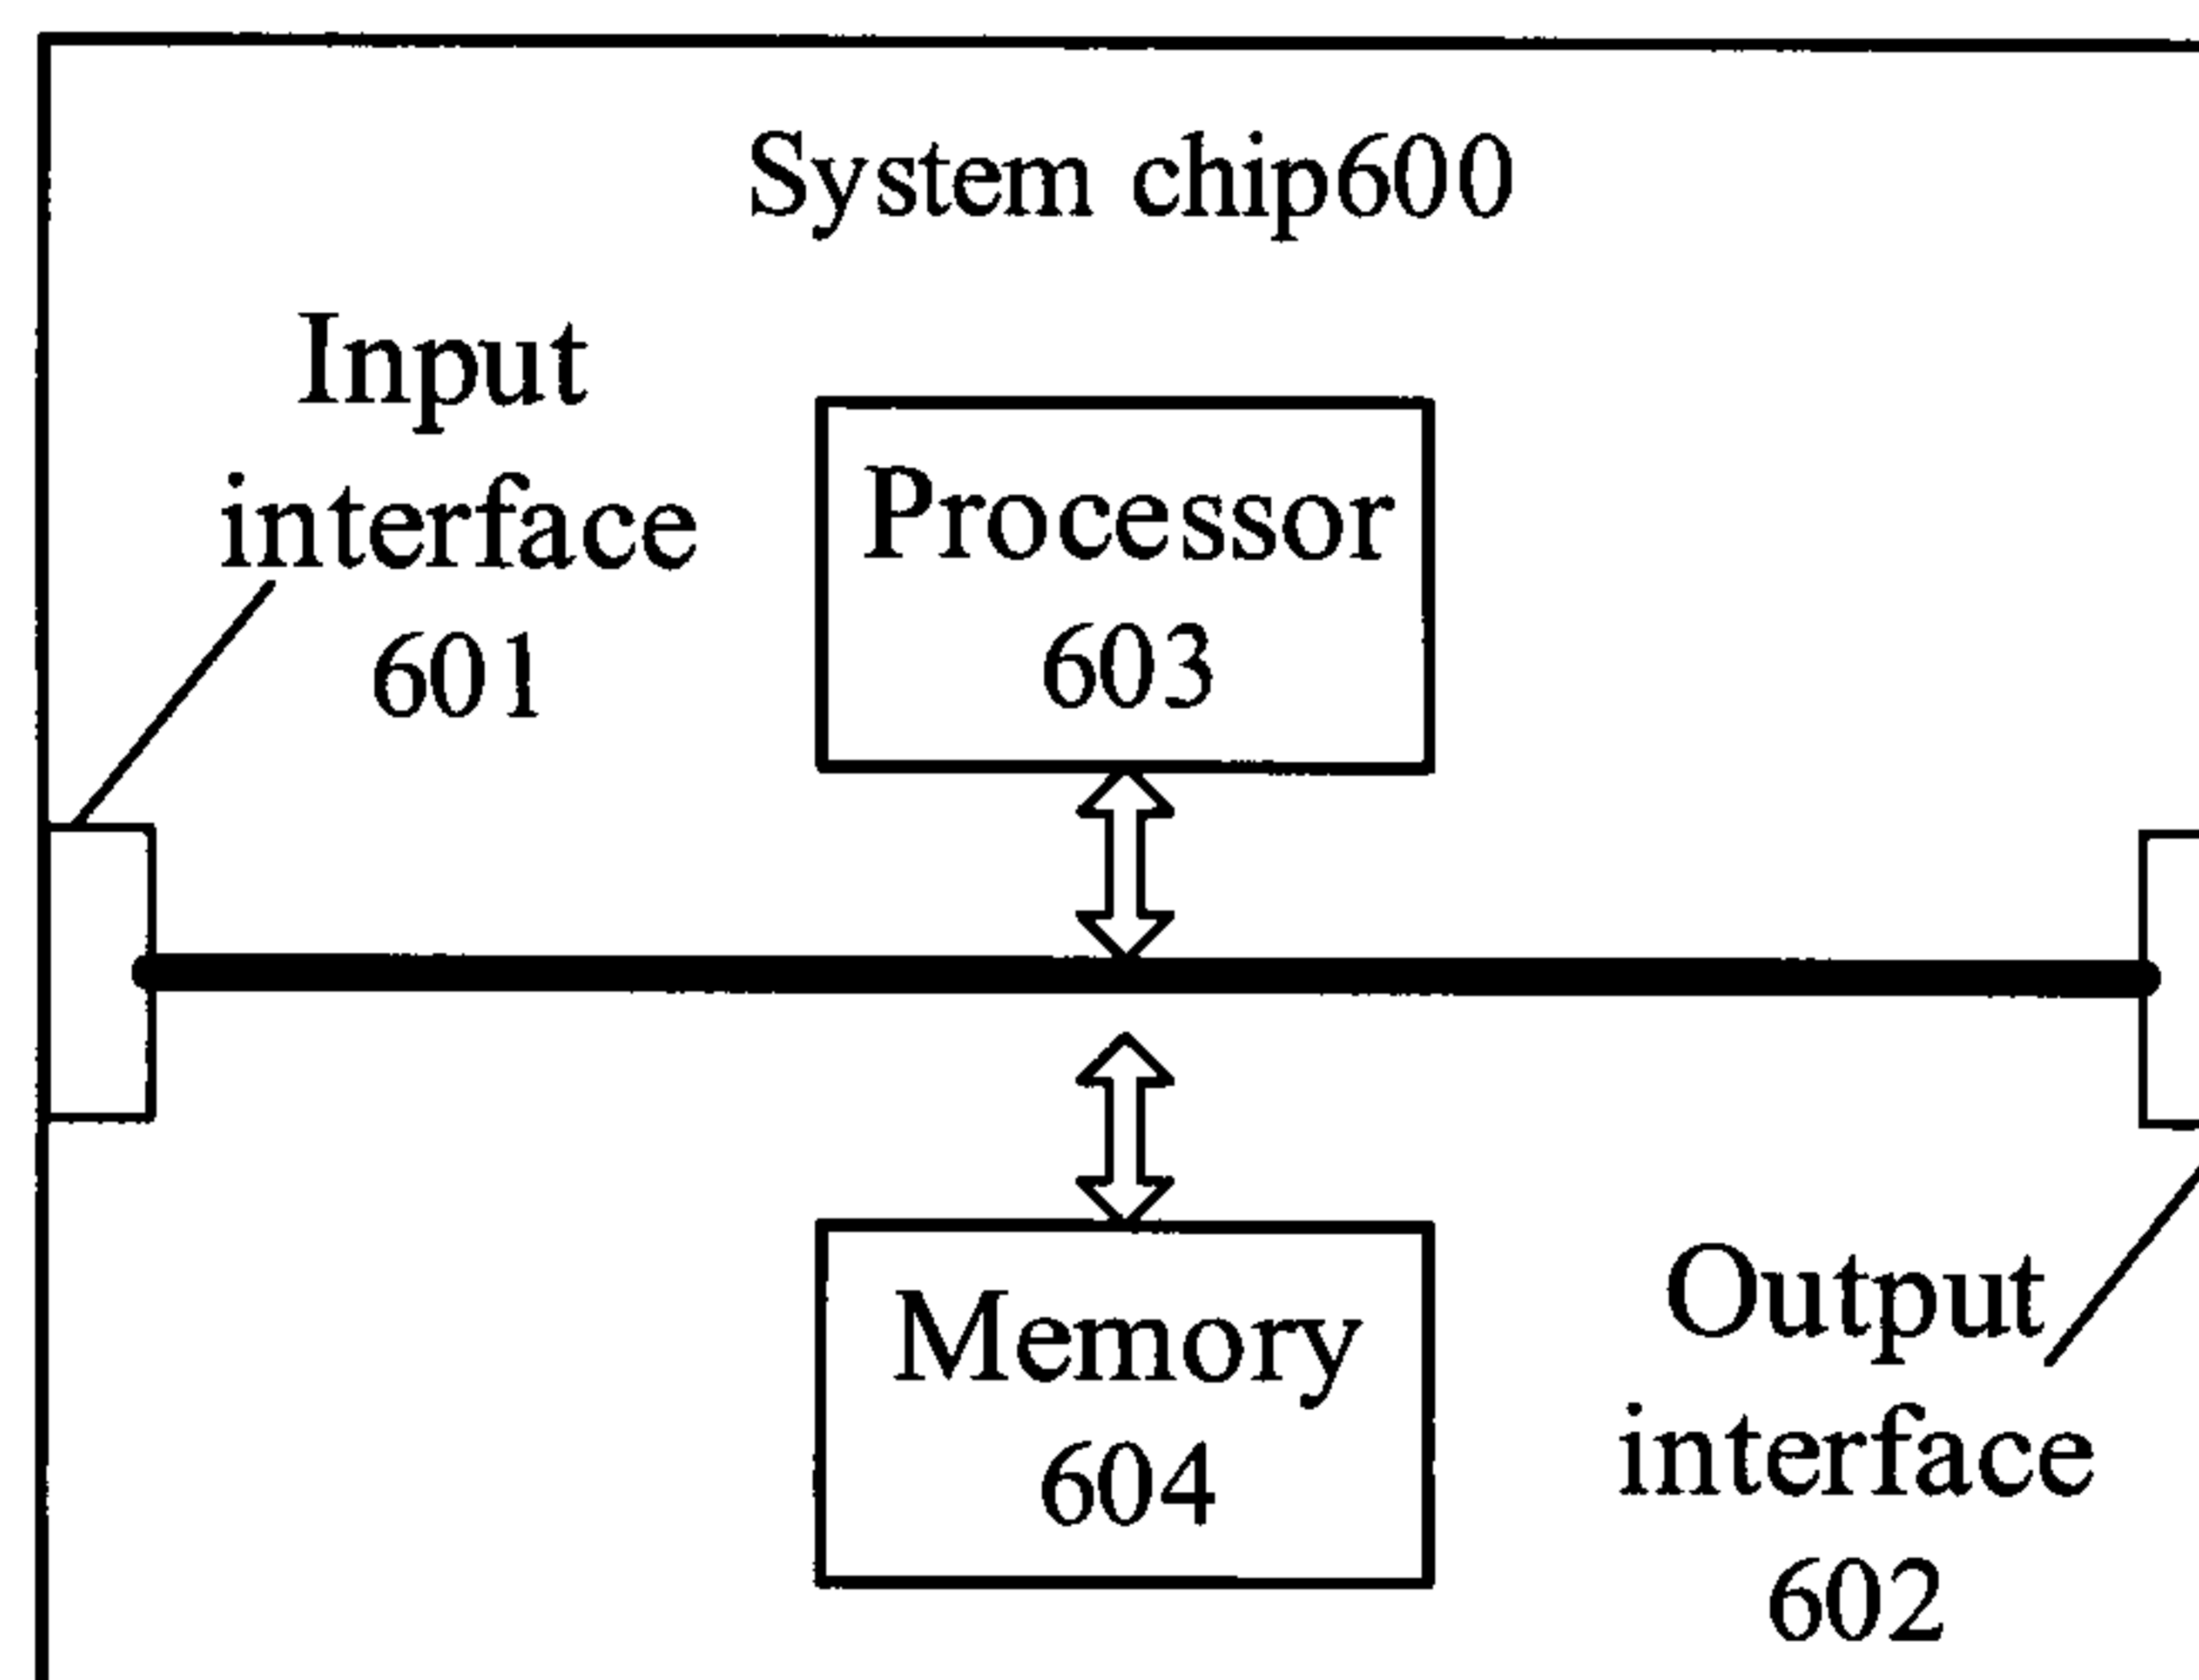 System chip600
Input
interface
601
Processor
603
Memory
604
Output
interface
602